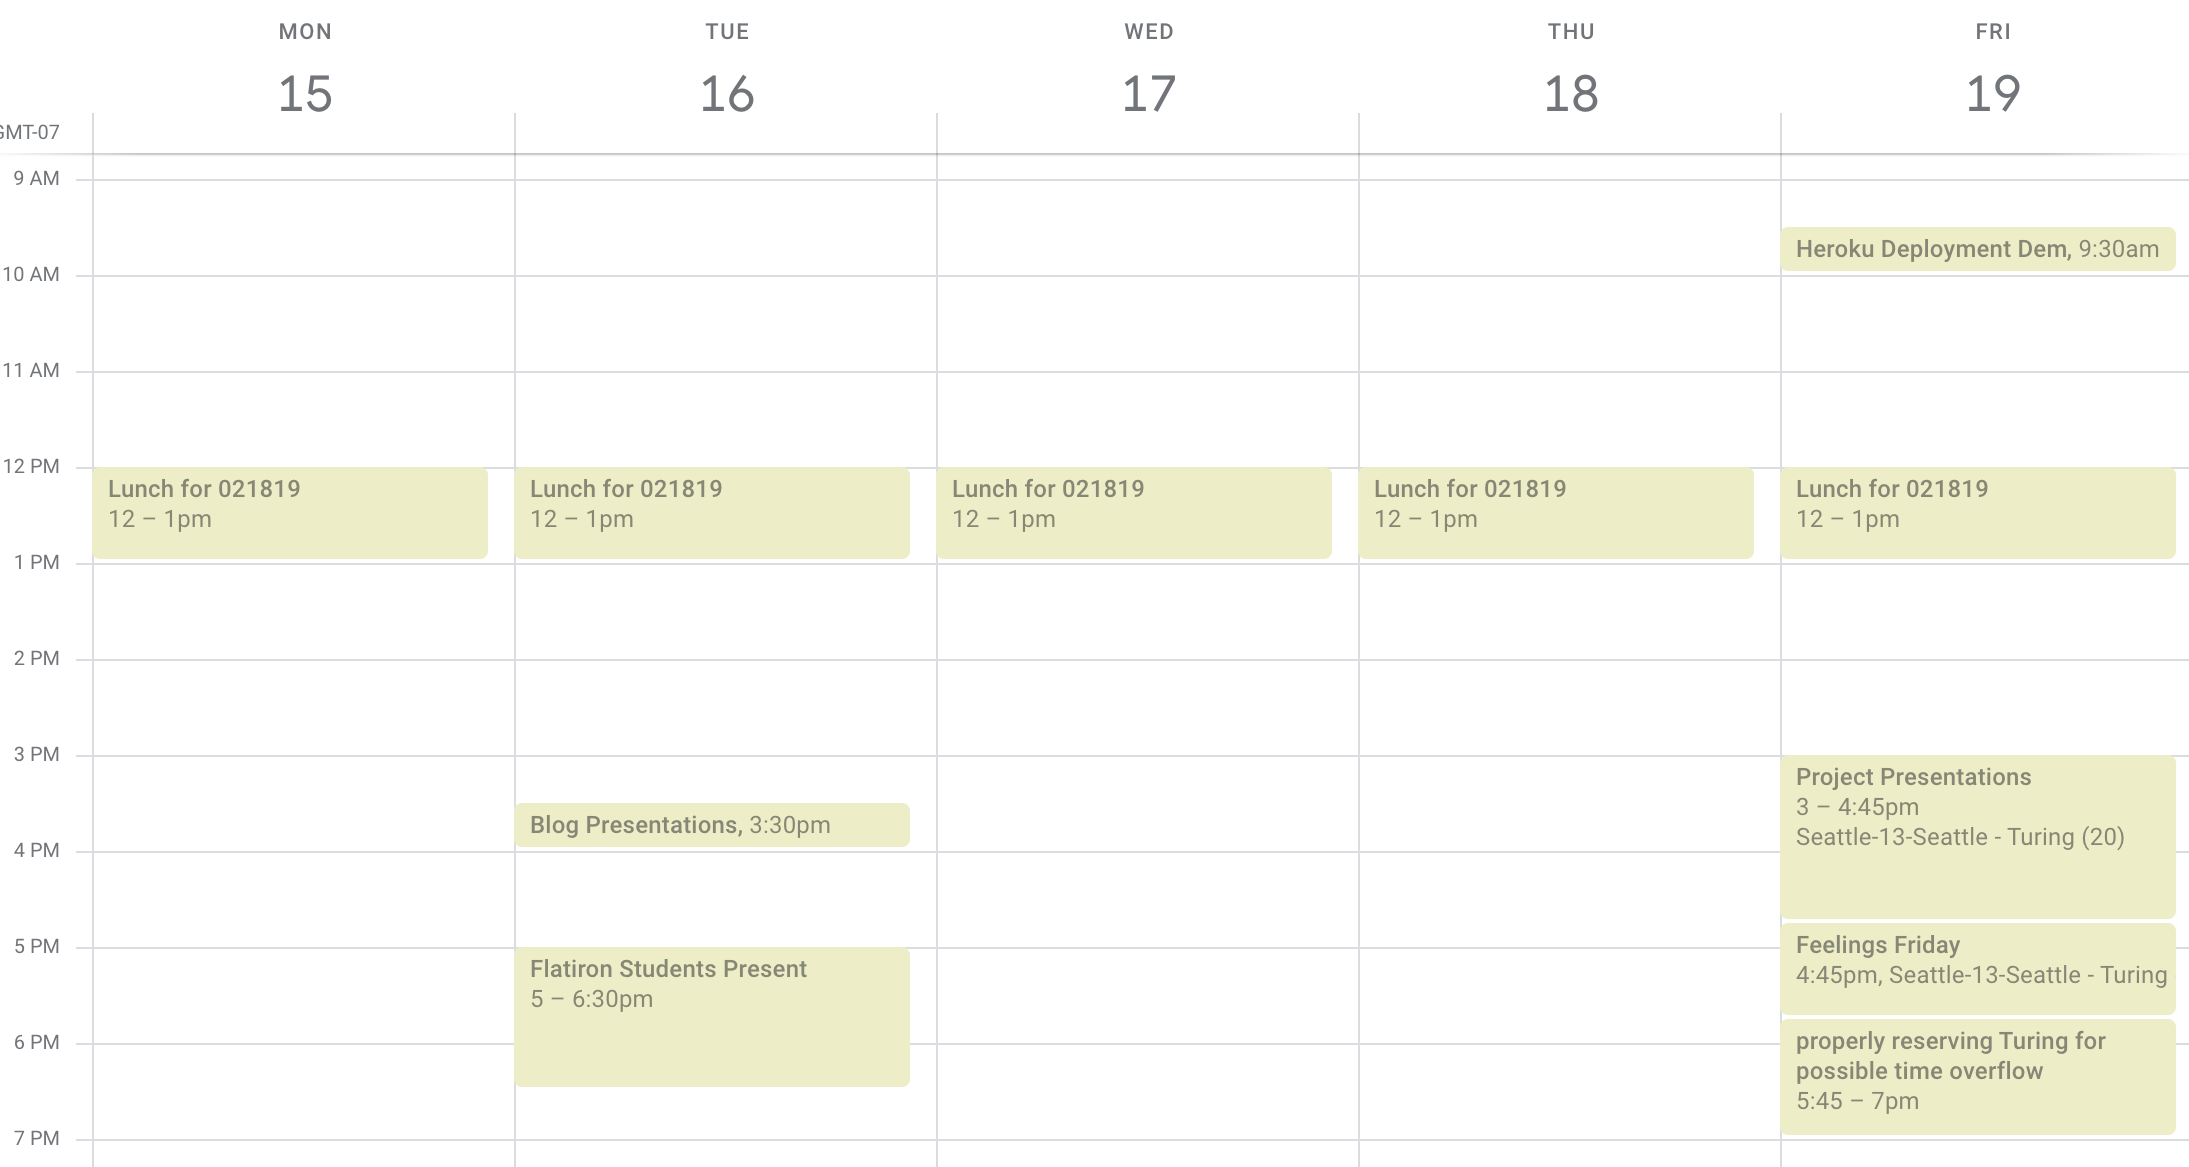 MON
TUE
WED
THU
FRI
15
16
17
18
19
GMT-07
9 AM
Heroku Deployment Dem, 9:30am
10 AM
11 AM
12 PM
Lunch for 021819
12 – 1pm
Lunch for 021819
12 – 1pm
Lunch for 021819
12 – 1pm
Lunch for 021819
12 – 1pm
Lunch for 021819
12 – 1pm
1 PM
2 PM
3 PM
Project Presentations
3 – 4:45pm
Seattle-13-Seattle - Turing (20)
Blog Presentations, 3:30pm
4 PM
5 PM
Flatiron Students Present
5 – 6:30pm
Feelings Friday
4:45pm, Seattle-13-Seattle - Turing
6 PM
properly reserving Turing for
possible time overflow
5:45 – 7pm
7 PM